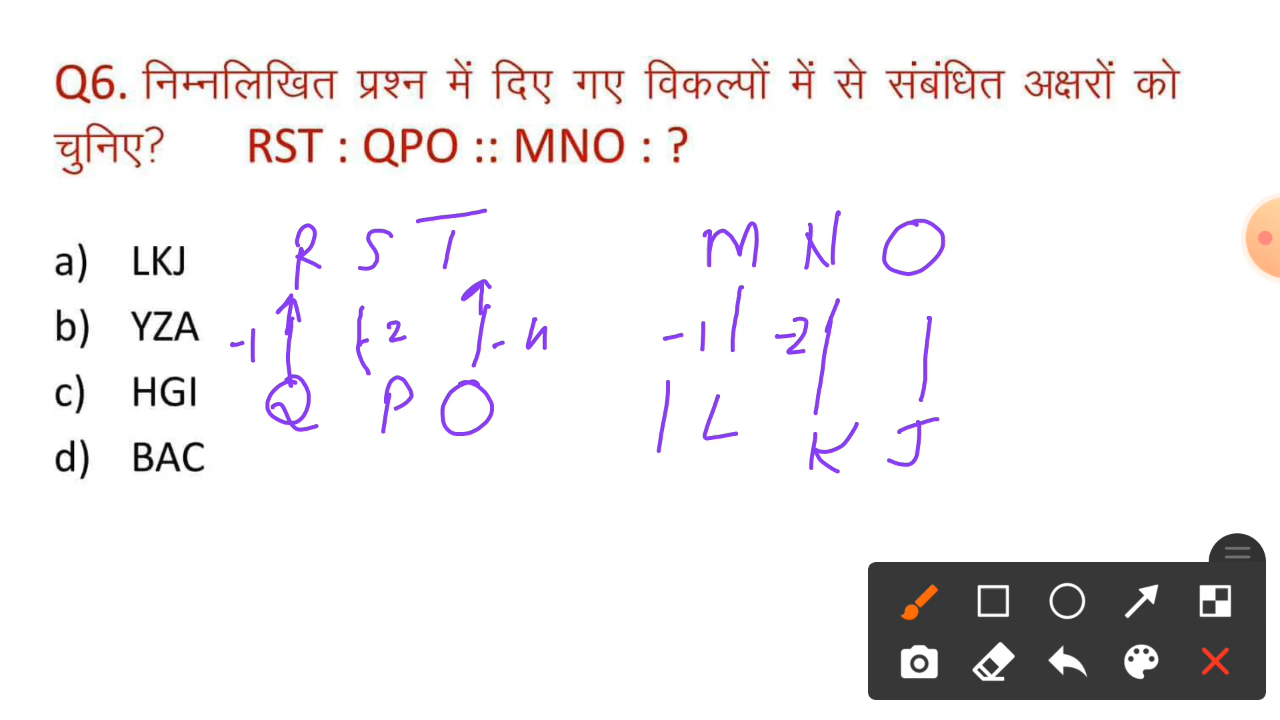 Q6. निम्नलिखित प्रश्न में दिए गए विकल्पों में से संबंधित अक्षरों को
चुनिए? RST : QPO :: MNO : ?
a) LKJ
b) YZA
c) HGI
d) BAC
R S T M N O
-1 -2 -4 -1 -2
Q P O L K J